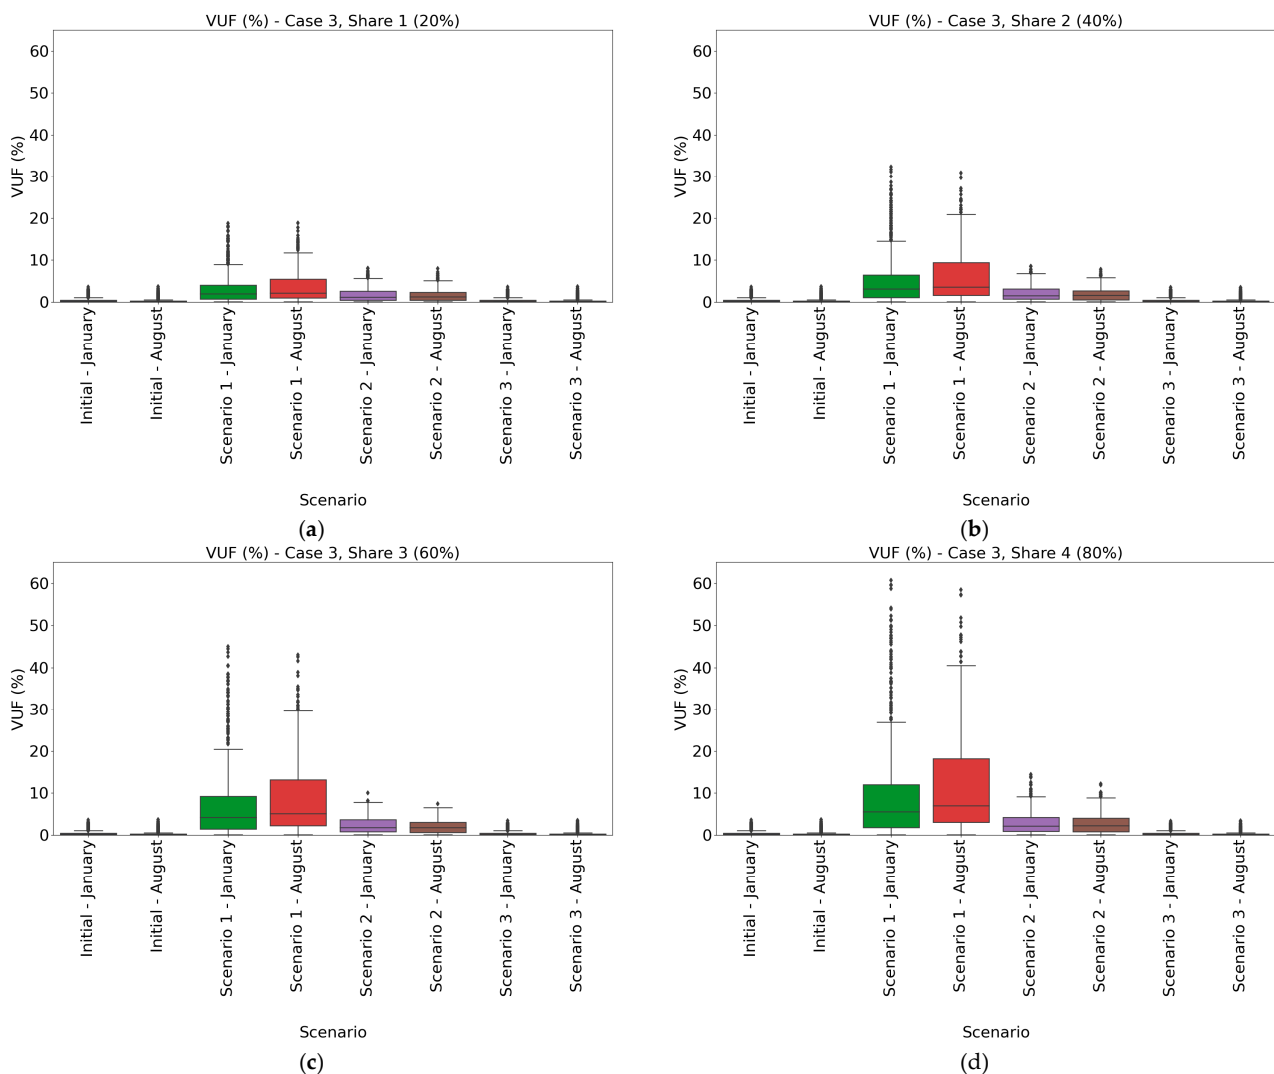 VUF (%) - Case 3, Share 1 (20%)
60
50
40
30
20
10
0
VUF (%)
Initial - January
Initial - August
Scenario 1 - January
Scenario 1 - August
Scenario 2 - January
Scenario 2 - August
Scenario 3 - January
Scenario 3 - August
Scenario
(a)
VUF (%) - Case 3, Share 2 (40%)
60
50
40
30
20
10
0
VUF (%)
Initial - January
Initial - August
Scenario 1 - January
Scenario 1 - August
Scenario 2 - January
Scenario 2 - August
Scenario 3 - January
Scenario 3 - August
Scenario
(b)
VUF (%) - Case 3, Share 3 (60%)
60
50
40
30
20
10
0
VUF (%)
Initial - January
Initial - August
Scenario 1 - January
Scenario 1 - August
Scenario 2 - January
Scenario 2 - August
Scenario 3 - January
Scenario 3 - August
Scenario
(c)
VUF (%) - Case 3, Share 4 (80%)
60
50
40
30
20
10
0
VUF (%)
Initial - January
Initial - August
Scenario 1 - January
Scenario 1 - August
Scenario 2 - January
Scenario 2 - August
Scenario 3 - January
Scenario 3 - August
Scenario
(d)